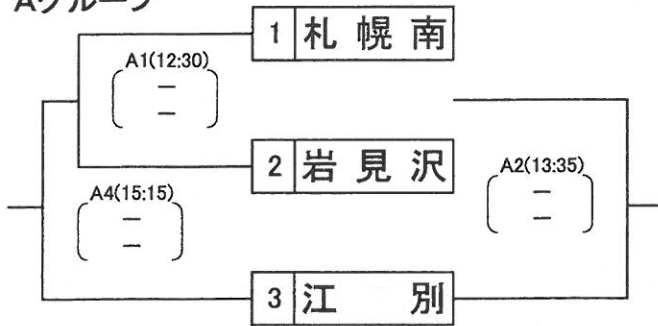 Aグループ
1 札幌南
A1(12:30)
–
–
2 岩見沢
A2(13:35)
–
–
A4(15:15)
–
–
3 江別